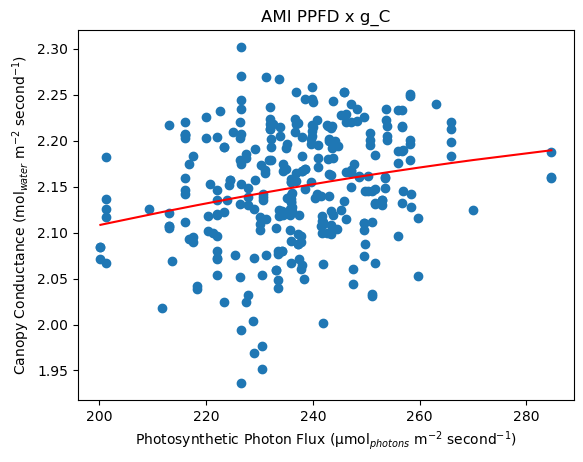 AMI PPFD x g_C
Canopy Conductance (mol_water m⁻² second⁻¹)
2.30
2.25
2.20
2.15
2.10
2.05
2.00
1.95
200 220 240 260 280
Photosynthetic Photon Flux (μmol_photons m⁻² second⁻¹)